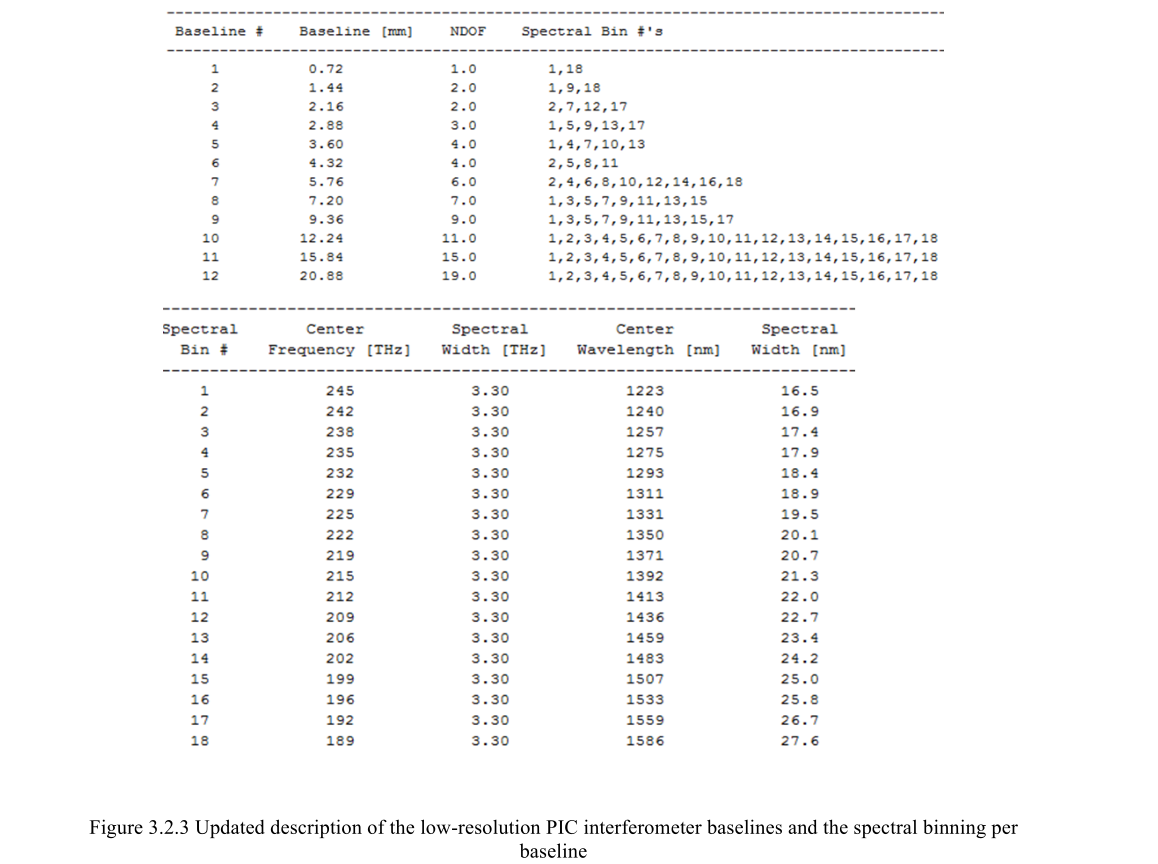 Baseline # Baseline [mm] NDOF Spectral Bin #'s
1 0.72 1.0 1,18
2 1.44 2.0 1,9,18
3 2.16 2.0 2,7,12,17
4 2.88 3.0 1,5,9,13,17
5 3.60 4.0 1,4,7,10,13
6 4.32 4.0 2,5,8,11
7 5.76 6.0 2,4,6,8,10,12,14,16,18
8 7.20 7.0 1,3,5,7,9,11,13,15
9 9.36 9.0 1,3,5,7,9,11,13,15,17
10 12.24 11.0 1,2,3,4,5,6,7,8,9,10,11,12,13,14,15,16,17,18
11 15.84 15.0 1,2,3,4,5,6,7,8,9,10,11,12,13,14,15,16,17,18
12 20.88 19.0 1,2,3,4,5,6,7,8,9,10,11,12,13,14,15,16,17,18
Spectral Center Spectral Center Spectral
Bin # Frequency [THz] Width [THz] Wavelength [nm] Width [nm]
1 245 3.30 1223 16.5
2 242 3.30 1240 16.9
3 238 3.30 1257 17.4
4 235 3.30 1275 17.9
5 232 3.30 1293 18.4
6 229 3.30 1311 18.9
7 225 3.30 1331 19.5
8 222 3.30 1350 20.1
9 219 3.30 1371 20.7
10 215 3.30 1392 21.3
11 212 3.30 1413 22.0
12 209 3.30 1436 22.7
13 206 3.30 1459 23.4
14 202 3.30 1483 24.2
15 199 3.30 1507 25.0
16 196 3.30 1533 25.8
17 192 3.30 1559 26.7
18 189 3.30 1586 27.6
Figure 3.2.3 Updated description of the low-resolution PIC interferometer baselines and the spectral binning per
baseline